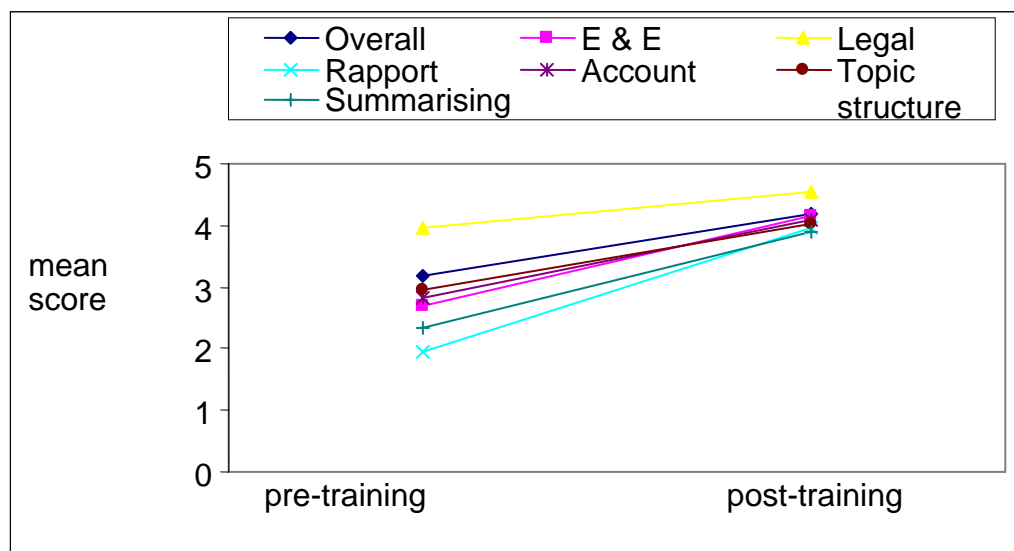 Overall E & E Legal
Rapport Account Topic
Summarising structure
5
4
mean
score
3
2
1
0
pre-training post-training